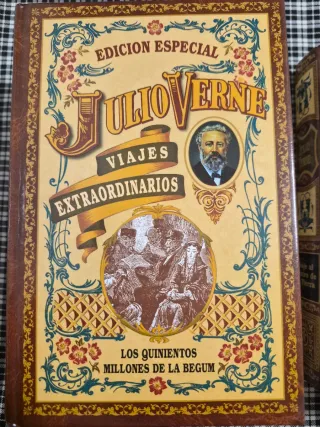 EDICION ESPECIAL
JULIO VERNE
VIAJES
EXTRAORDINARIOS
LOS QUINIENTOS
MILLONES DE LA BEGUM